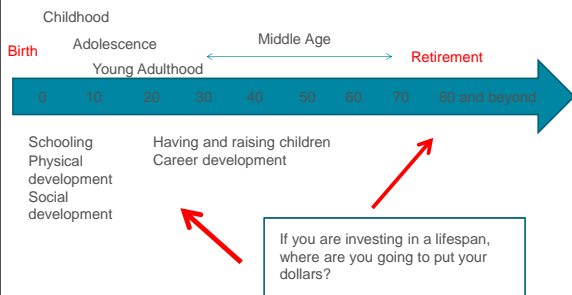 Childhood
Birth
Adolescence
Middle Age
Retirement
Young Adulthood
0 10 20 30 40 50 60 70 80 and beyond
Schooling
Physical
development
Social
development
Having and raising children
Career development
If you are investing in a lifespan,
where are you going to put your
dollars?